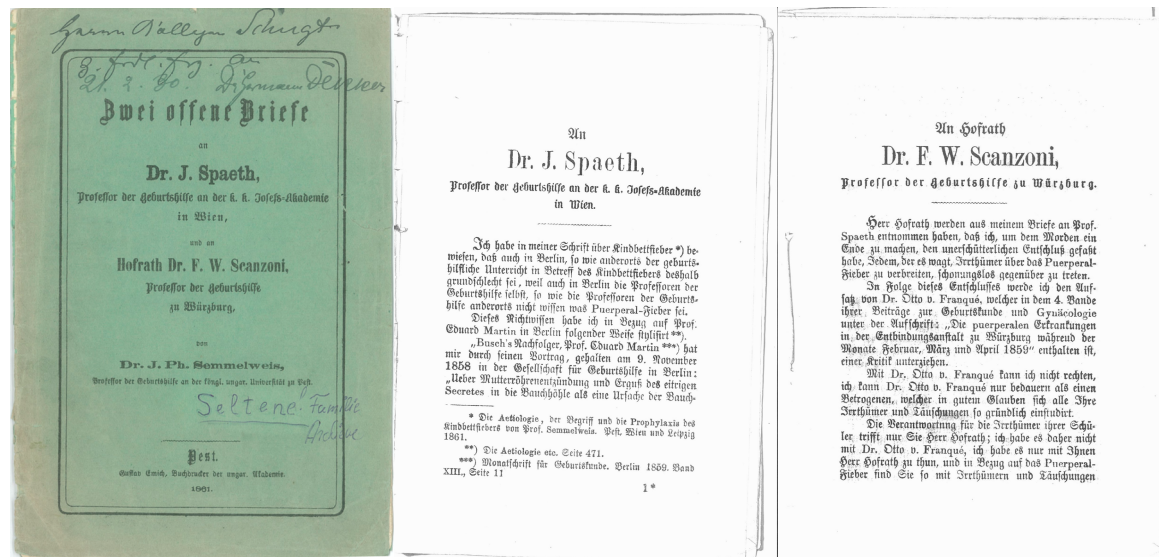 Herrn
21. 2. 90. Dr Hermann
Zwei offene Briefe
an
Dr. J. Spaeth,
Professor der Geburtshilfe an der k. k. Josefs-Akademie
in Wien,
und an
Hofrath Dr. F. W. Scanzoni,
Professor der Geburtshilfe
zu Würzburg,
von
Dr. J. Ph. Semmelweis,
Professor der Geburtshilfe an der königl. ungar. Universität zu Pest.
Seltene Familie
Archive
Pest.
Gustav Emich, Buchdrucker der ungar. Akademie.
1861.
An
Dr. J. Spaeth,
Professor der Geburtshilfe an der k. k. Josefs-Akademie
in Wien.
Ich habe in meiner Schrift über Kindbettfieber *) be-
wiesen, daß auch in Berlin, so wie anderorts der geburts-
hilfliche Unterricht in Betreff des Kindbettfiebers deshalb
grundschlecht sei, weil auch in Berlin die Professoren der
Geburtshilfe selbst, so wie die Professoren der Geburts-
hilfe anderorts nicht wissen was Puerperal-Fieber sei.
Dieses Nichtwissen habe ich in Bezug auf Prof.
Eduard Martin in Berlin folgender Weise stylisirt **).
„Busch's Nachfolger, Prof. Eduard Martin ***) hat
mir durch seinen Vortrag, gehalten am 9. November
1858 in der Gesellschaft für Geburtshilfe in Berlin:
„Ueber Mutterröhrenentzündung und Erguß des eitrigen
Secretes in die Bauchhöhle als eine Ursache der Bauch-
* Die Aetiologie, der Begriff und die Prophylaxis des
Kindbettfiebers von Prof. Semmelweis. Pest. Wien und Leipzig
1861.
**) Die Aetiologie etc. Seite 471.
***) Monatschrift für Geburtskunde. Berlin 1859. Band
XIII., Seite 11
1*
An Hofrath
Dr. F. W. Scanzoni,
Professor der Geburtshilfe zu Würzburg.
Herr Hofrath werden aus meinem Briefe an Prof.
Spaeth entnommen haben, daß ich, um dem Morden ein
Ende zu machen, den unerschütterlichen Entschluß gefaßt
habe, Jedem, der es wagt, Irrthümer über das Puerperal-
Fieber zu verbreiten, schonungslos gegenüber zu treten.
In Folge dieses Entschlusses werde ich den Auf-
satz von Dr. Otto v. Franqué, welcher in dem 4. Bande
ihrer Beiträge zur Geburtskunde und Gynäcologie
unter der Aufschrift: „Die puerperalen Erkrankungen
in der Entbindungsanstalt zu Würzburg während der
Monate Februar, März und April 1859“ enthalten ist,
einer Kritik unterziehen.
Mit Dr. Otto v. Franqué kann ich nicht rechten,
ich kann Dr. Otto v. Franqué nur bedauern als einen
Betrogenen, welcher in gutem Glauben sich alle Ihre
Irrthümer und Täuschungen so gründlich einstudirt.
Die Verantwortung für die Irrthümer ihrer Schü-
ler trifft nur Sie Herr Hofrath; ich habe es daher nicht
mit Dr. Otto v. Franqué, ich habe es nur mit Ihnen
Herr Hofrath zu thun, und in Bezug auf das Puerperal-
Fieber sind Sie so mit Irrthümern und Täuschungen